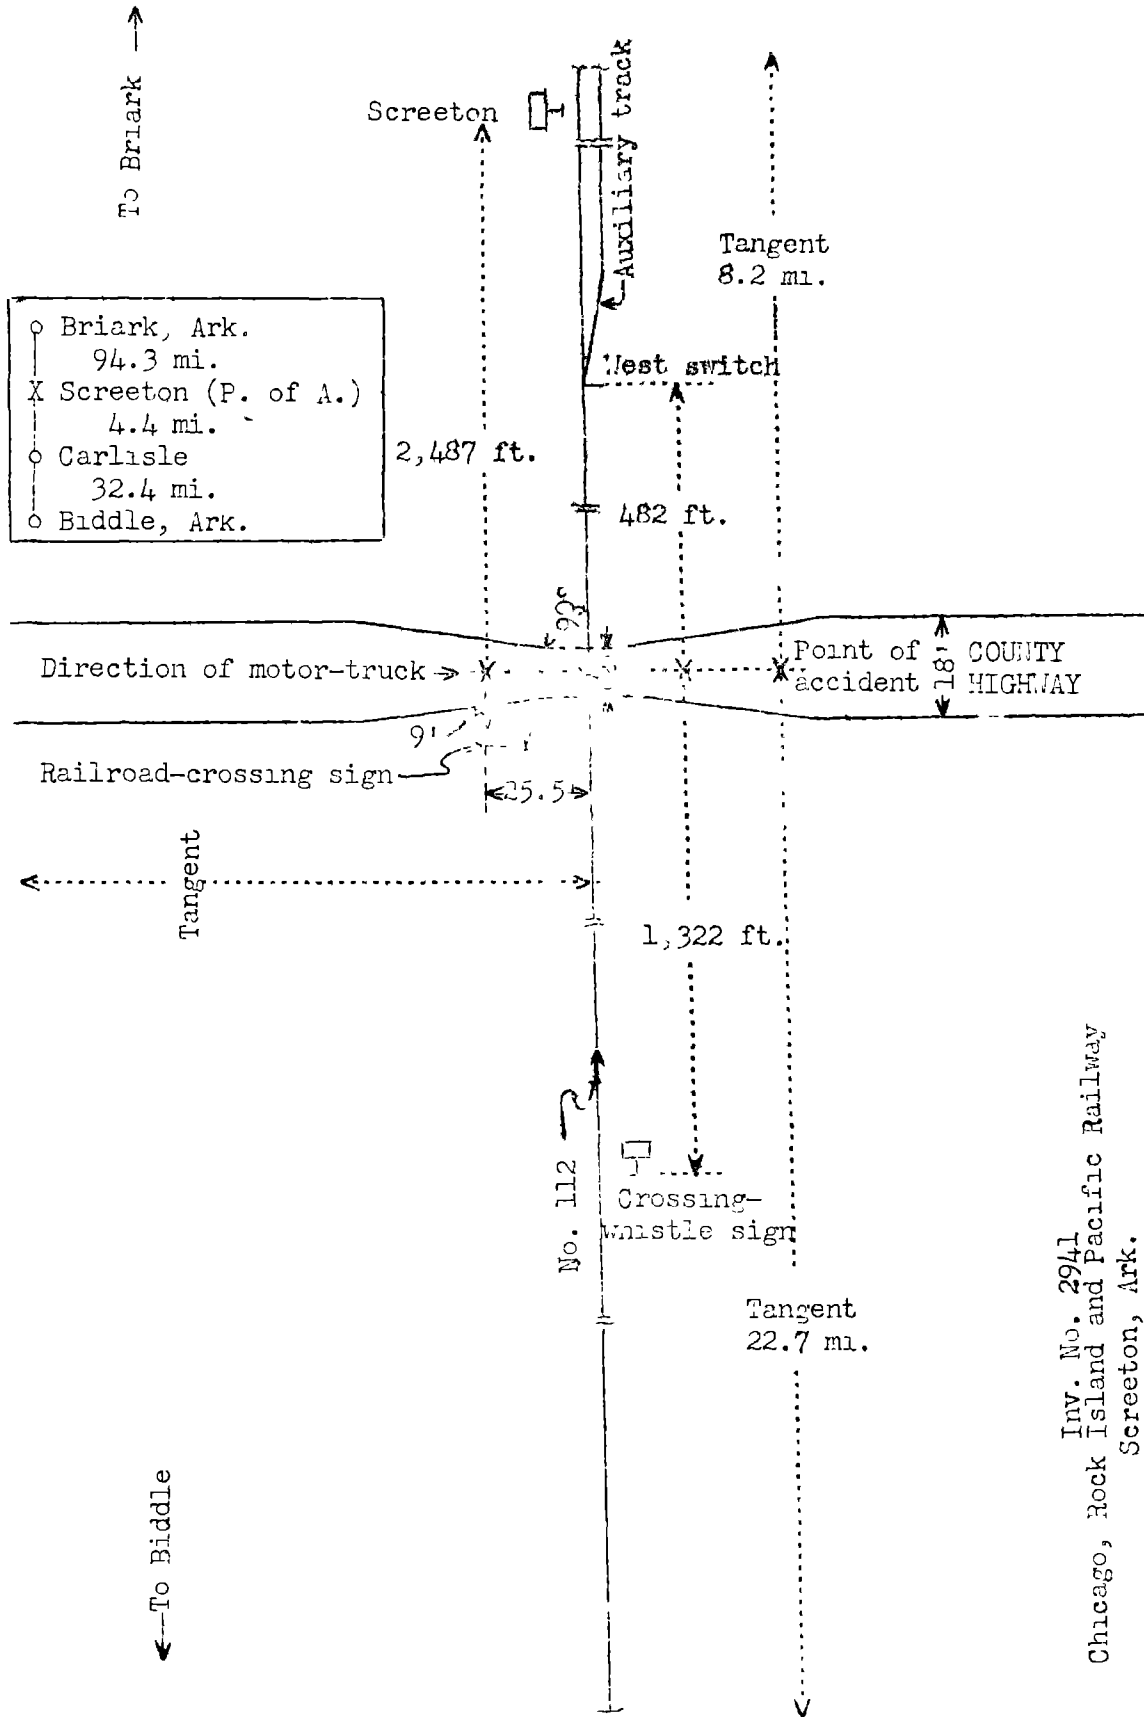 To Briark
Screeton
Auxiliary track
Tangent
8.2 mi.
Briark, Ark.
94.3 mi.
X Screeton (P. of A.)
4.4 mi.
Carlisle
32.4 mi.
Biddle, Ark.
West switch
2,487 ft.
482 ft.
Direction of motor-truck
Point of
accident
18'
COUNTY
HIGHWAY
9'
Railroad-crossing sign
25.5
Tangent
1,322 ft.
No. 112
Crossing-
whistle sign
Tangent
22.7 mi.
To Biddle
Inv. No. 2941
Chicago, Rock Island and Pacific Railway
Screeton, Ark.